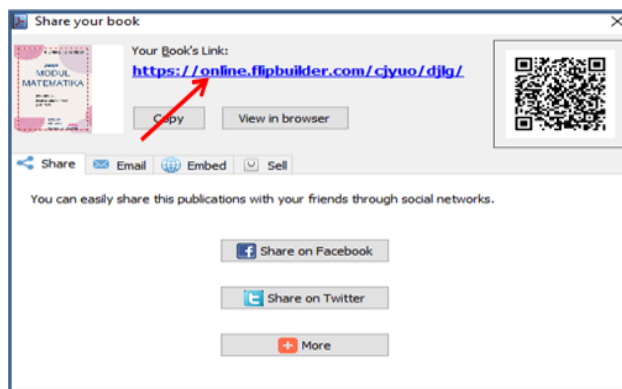 Share your book
Your Book's Link:
https://online.flipbuilder.com/cjyuo/djlg/
MODUL
MATEMATIKA
Copy
View in browser
Share
Email
Embed
Sell
You can easily share this publications with your friends through social networks.
Share on Facebook
Share on Twitter
More